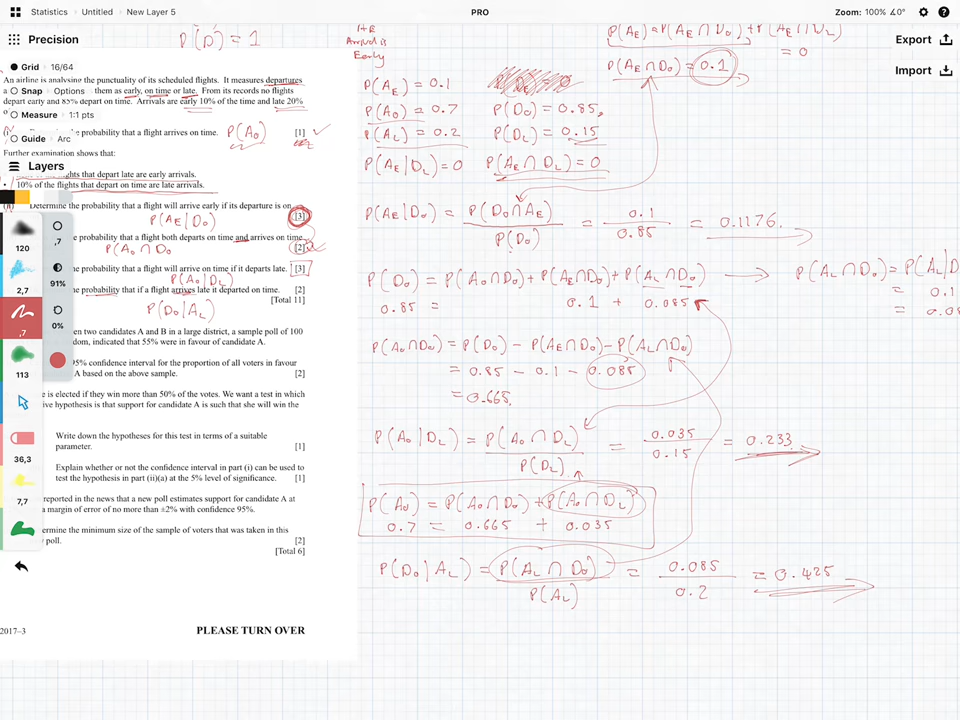 Statistics
Untitled
New Layer 5
PRO
Zoom: 100% ∠0°
Precision
Export
Import
Grid 16/64
Snap Options
Measure 1:1 pts
Guide Arc
Layers
P(D) = 1
An airline is analysing the punctuality of its scheduled flights. It measures departures
a them as early, on time or late. From its records no flights
depart early and 85% depart on time. Arrivals are early 10% of the time and late 20%
he probability that a flight arrives on time. P(A₀) [1]
Further examination shows that:
ghts that depart late are early arrivals.
10% of the flights that depart on time are late arrivals.
Determine the probability that a flight will arrive early if its departure is on
P(A_E|D₀) [3]
probability that a flight both departs on time and arrives on time.
P(A₀∩D₀ [2]
he probability that a flight will arrive on time if it departs late. [3]
P(A₀|D_L)
he probability that if a flight arrives late it departed on time. [2]
P(D₀|A_L) [Total 11]
en two candidates A and B in a large district, a sample poll of 100
dom, indicated that 55% were in favour of candidate A.
95% confidence interval for the proportion of all voters in favour
A based on the above sample. [2]
e is elected if they win more than 50% of the votes. We want a test in which
ive hypothesis is that support for candidate A is such that she will win the
Write down the hypotheses for this test in terms of a suitable
parameter. [1]
Explain whether or not the confidence interval in part (i) can be used to
test the hypothesis in part (ii)(a) at the 5% level of significance. [1]
reported in the news that a new poll estimates support for candidate A at
a margin of error of no more than ±2% with confidence 95%.
ermine the minimum size of the sample of voters that was taken in this
poll. [2]
[Total 6]
2017–3
PLEASE TURN OVER
120
2,7
,7
113
36,3
7,7
,7
91%
0%
Arrival is
Early
P(A_E) = P(A_E∩D₀) + P(A_E∩D_L)
= 0
P(A_E∩D₀) = 0.1
P(A_E) = 0.1
P(A₀) = 0.7 P(D₀) = 0.85
P(A_L) = 0.2 P(D_L) = 0.15
P(A_E|D_L) = 0 P(A_E∩D_L) = 0
P(A_E|D₀) = P(D₀∩A_E) / P(D₀) = 0.1 / 0.85 = 0.1176
P(D₀) = P(A₀∩D₀) + P(A_E∩D₀) + P(A_L∩D₀) → P(A_L∩D₀) = P(A_L|D
0.85 = 0.1 + 0.085
= 0.1
= 0.08
P(A₀∩D₀) = P(D₀) − P(A_E∩D₀) − P(A_L∩D₀)
= 0.85 − 0.1 − 0.085
= 0.665
P(A₀|D_L) = P(A₀∩D_L) / P(D_L) = 0.035 / 0.15 = 0.233
P(A₀) = P(A₀∩D₀) + P(A₀∩D_L)
0.7 = 0.665 + 0.035
P(D₀|A_L) = P(A_L∩D₀) / P(A_L) = 0.085 / 0.2 = 0.425